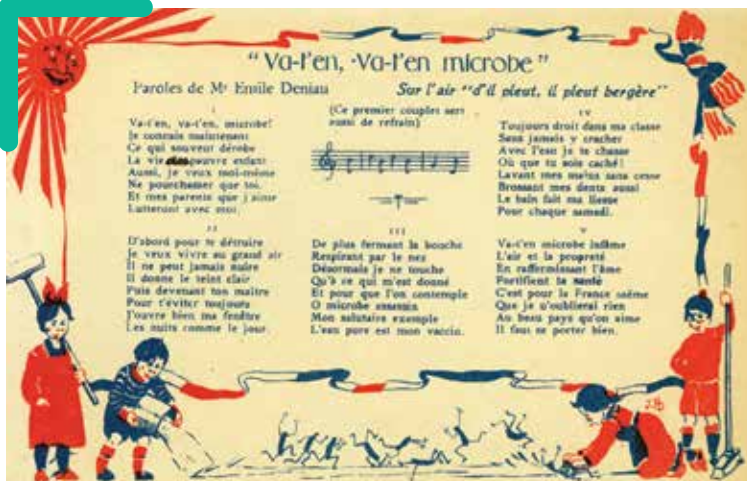 "Va-t'en, Va-t'en microbe"
Paroles de Mr Emile Deniau
Sur l'air "d'il pleut, il pleut bergère"
I
Va-t'en, va-t'en, microbe!
Je connais maintenant
Ce qui souvent dérobe
La vie pauvre enfant
Aussi, je veux moi-même
Ne pourchasser que toi.
Et mes parents que j'aime
Lutteront avec moi.
II
D'abord pour te détruire
Je veux vivre au grand air
Il ne peut jamais nuire
Il donne le teint clair
Puis devenant ton maître
Pour t'éviter toujours
J'ouvre bien ma fenêtre
Les nuits comme le jour.
(Ce premier couplet sert
aussi de refrain)
III
De plus fermant la bouche
Respirant par le nez
Désormais je ne touche
Qu'à ce qui m'est donné
Et pour que l'on contemple
O microbe assassin
Mon salutaire exemple
L'eau pure est mon vaccin.
IV
Toujours droit dans ma classe
Sans jamais y cracher
Avec l'eau je te chasse
Où que tu sois caché!
Lavant mes mains sans cesse
Brossant mes dents aussi
Le bain fait ma liesse
Pour chaque samedi.
V
Va-t'en microbe infâme
L'air et la propreté
En raffermissant l'âme
Fortifient la santé
C'est pour la France même
Que je n'oublierai rien
Au beau pays qu'on aime
Il faut se porter bien.